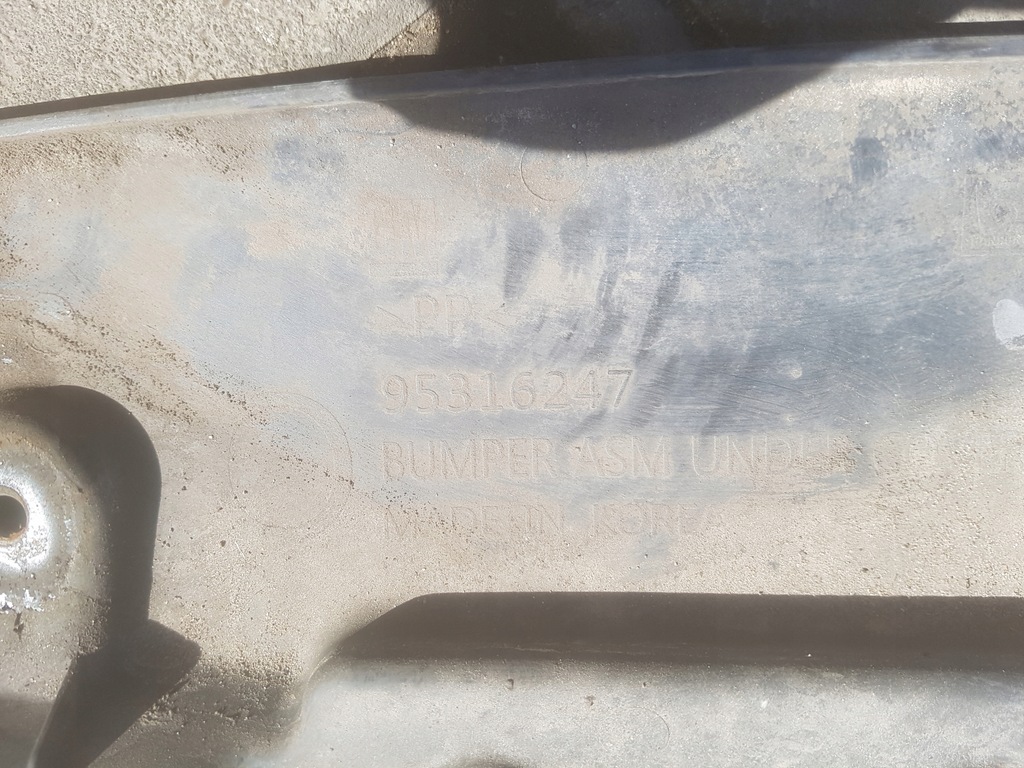 >PP<
95316247
BUMPER ASM UNDER
MADE IN KOREA